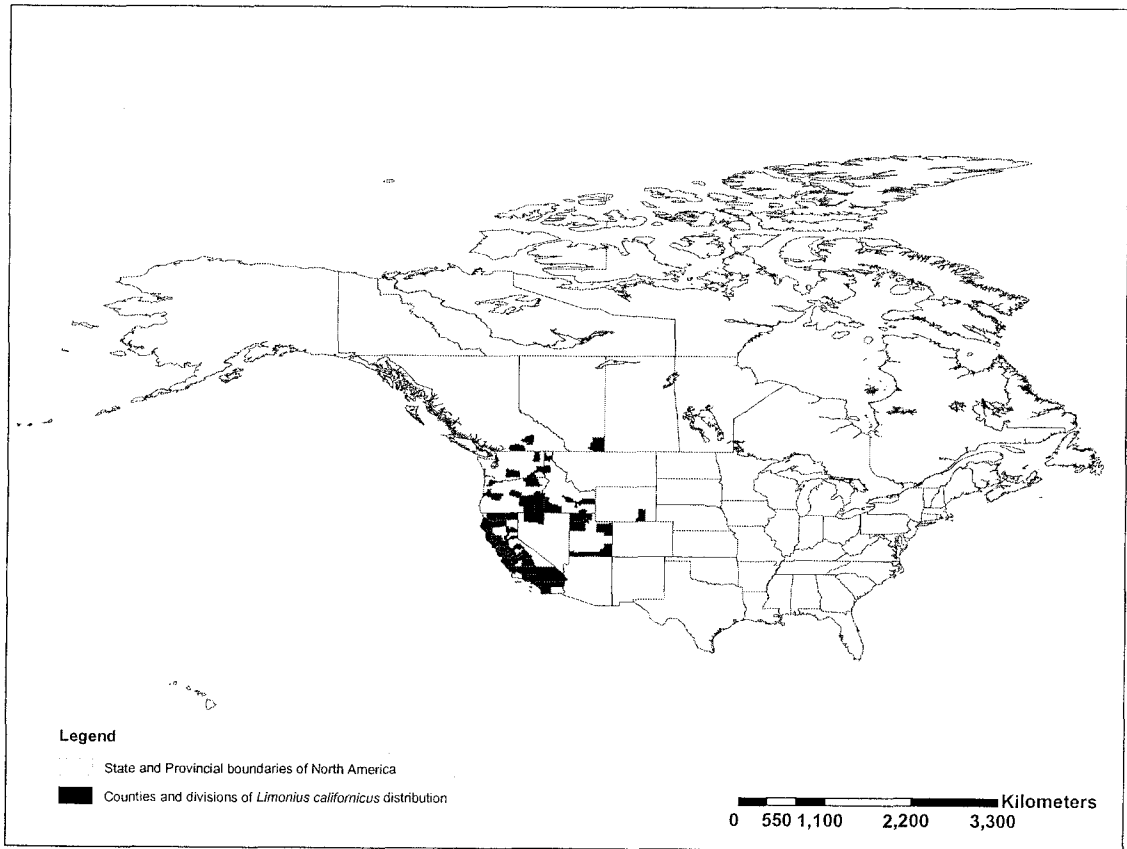 Legend
State and Provincial boundaries of North America
Counties and divisions of Limonius californicus distribution
Kilometers
0 550 1,100 2,200 3,300